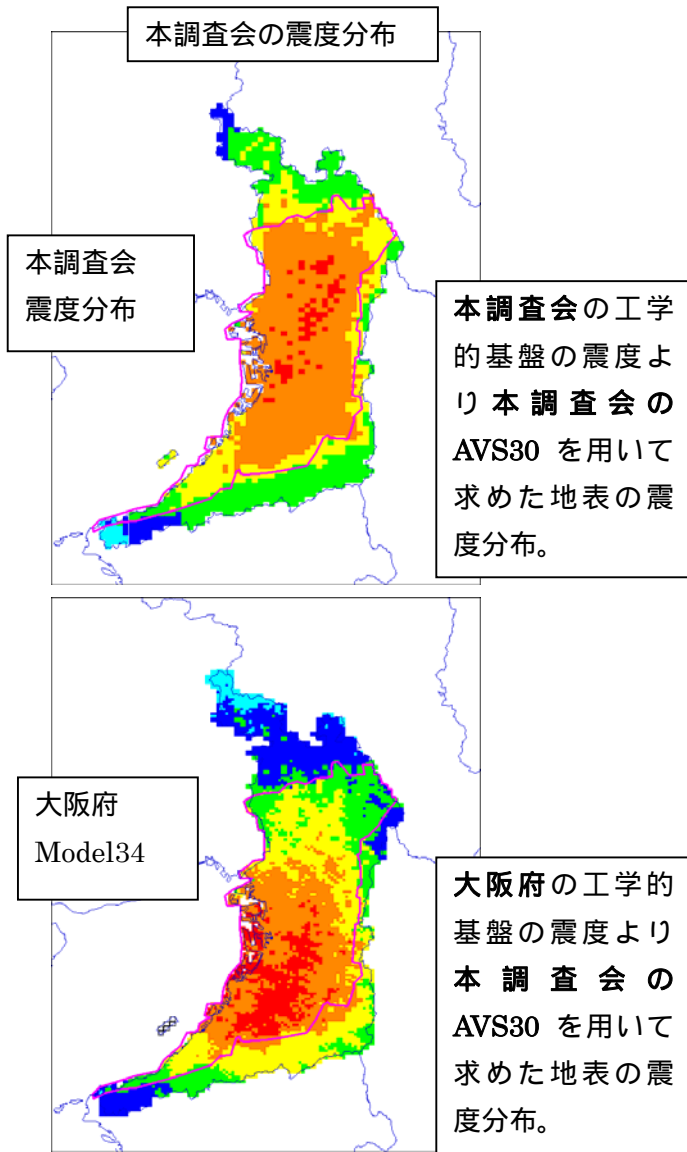 本調査会の震度分布
本調査会
震度分布
本調査会の工学
的基盤の震度よ
り本調査会の
AVS30 を用いて
求めた地表の震
度分布。
大阪府
Model34
大阪府の工学的
基盤の震度より
本調査会の
AVS30 を用いて
求めた地表の震
度分布。